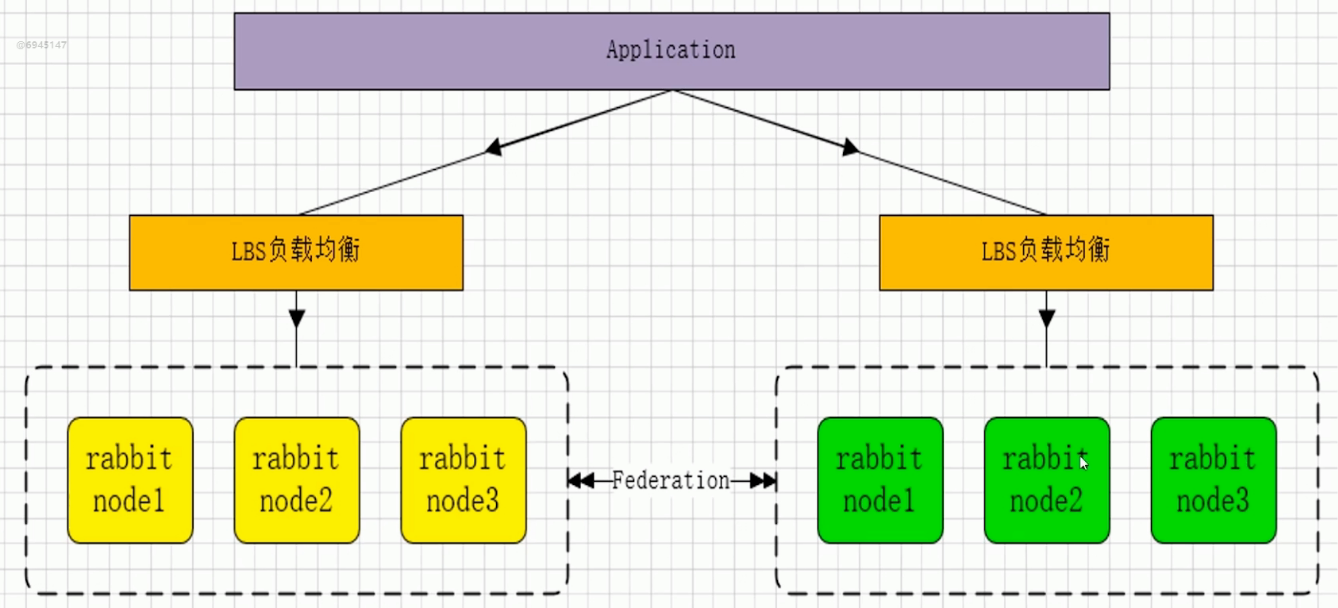 @6945147
Application
LBS负载均衡
LBS负载均衡
rabbit
node1
rabbit
node2
rabbit
node3
Federation
rabbit
node1
rabbit
node2
rabbit
node3